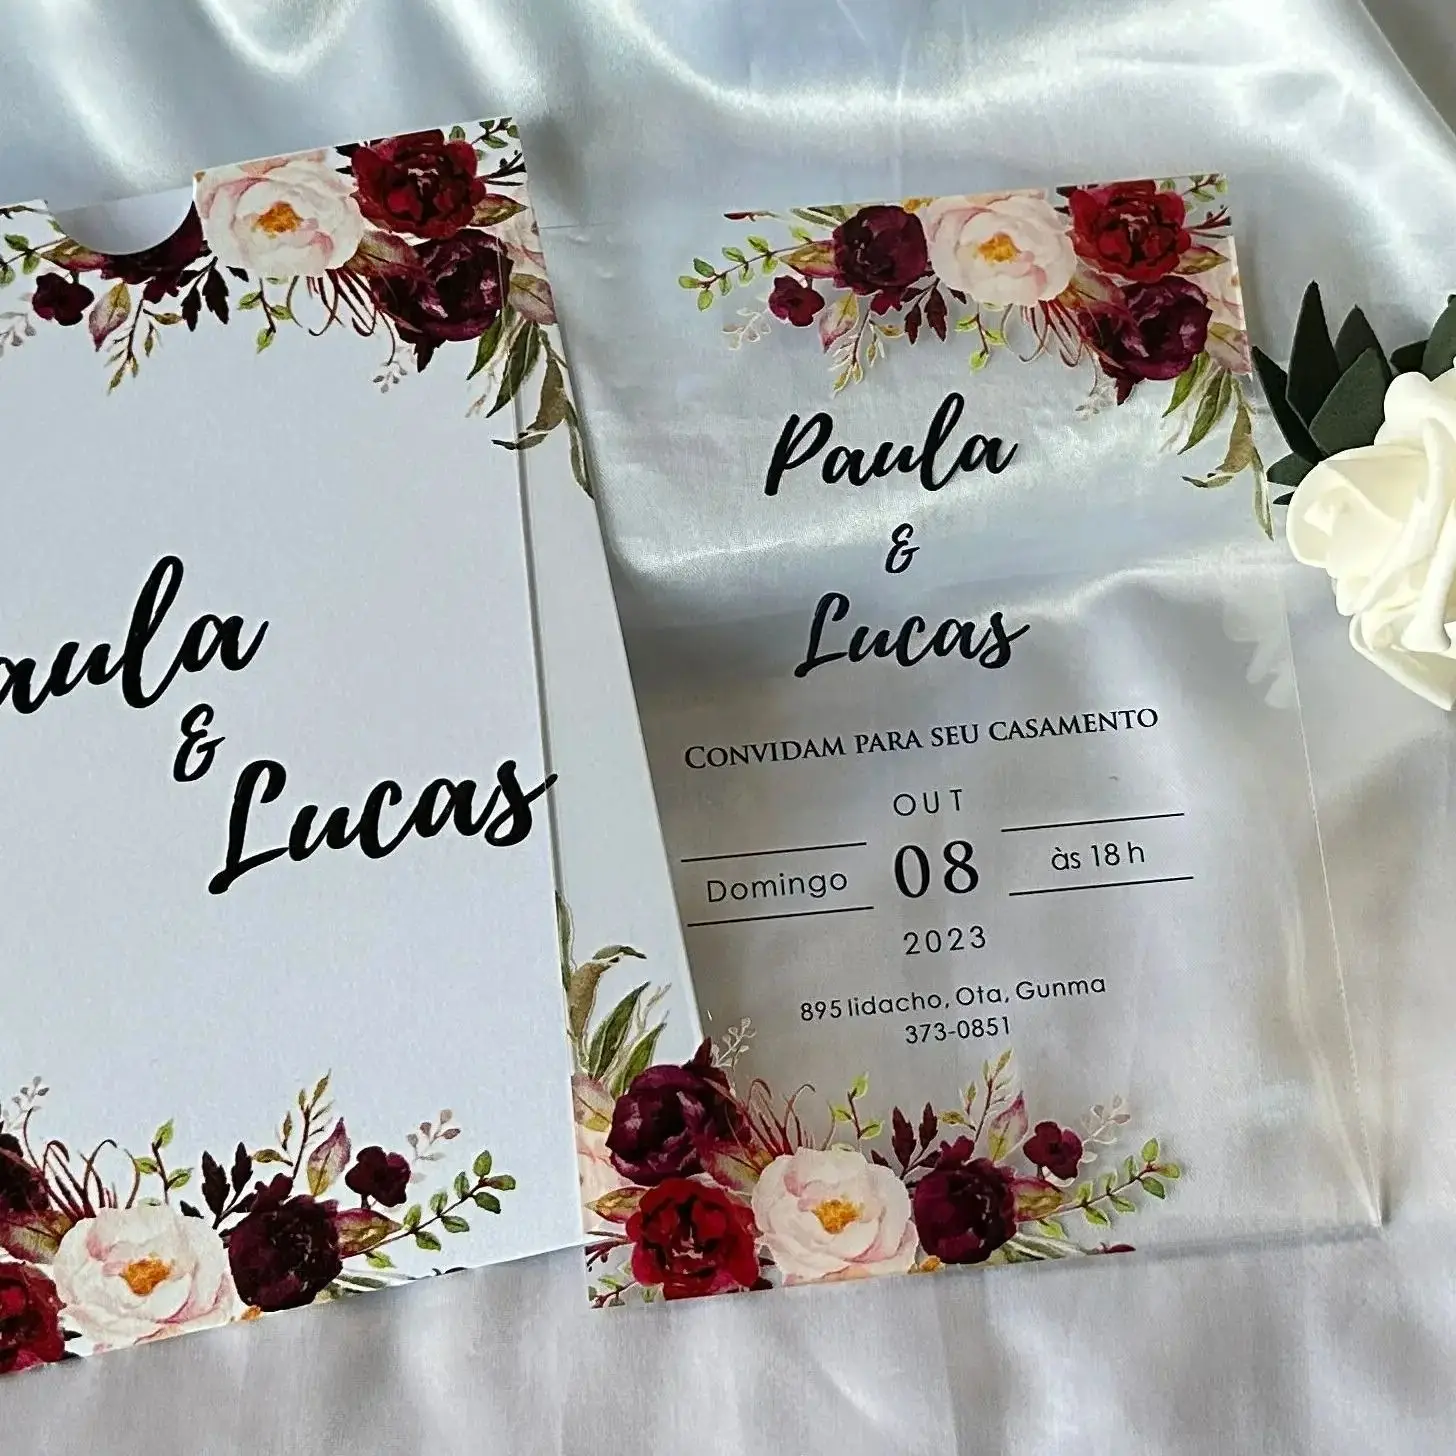 aula
&
Lucas
Paula
&
Lucas
CONVIDAM PARA SEU CASAMENTO
OUT
Domingo 08 às 18 h
2023
895 Iidacho, Ota, Gunma
373-0851